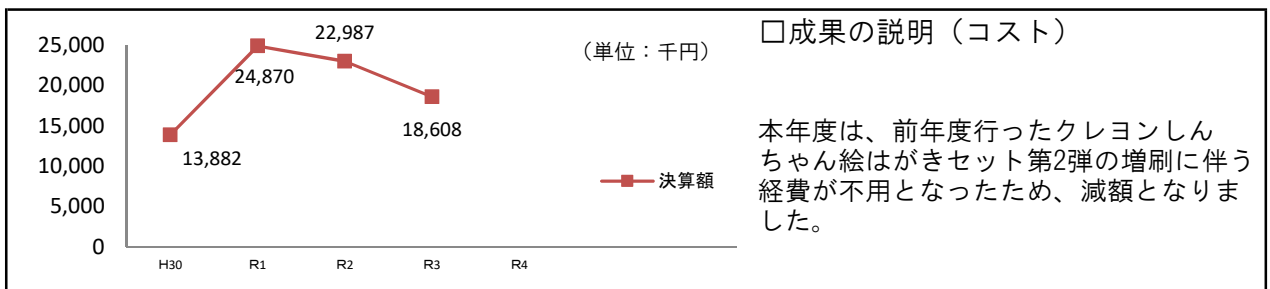 25,000
20,000
15,000
10,000
5,000
0
13,882
24,870
22,987
18,608
(単位：千円)
決算額
H30 R1 R2 R3 R4
□成果の説明（コスト）
本年度は、前年度行ったクレヨンしん
ちゃん絵はがきセット第2弾の増刷に伴う
経費が不用となったため、減額となりま
した。